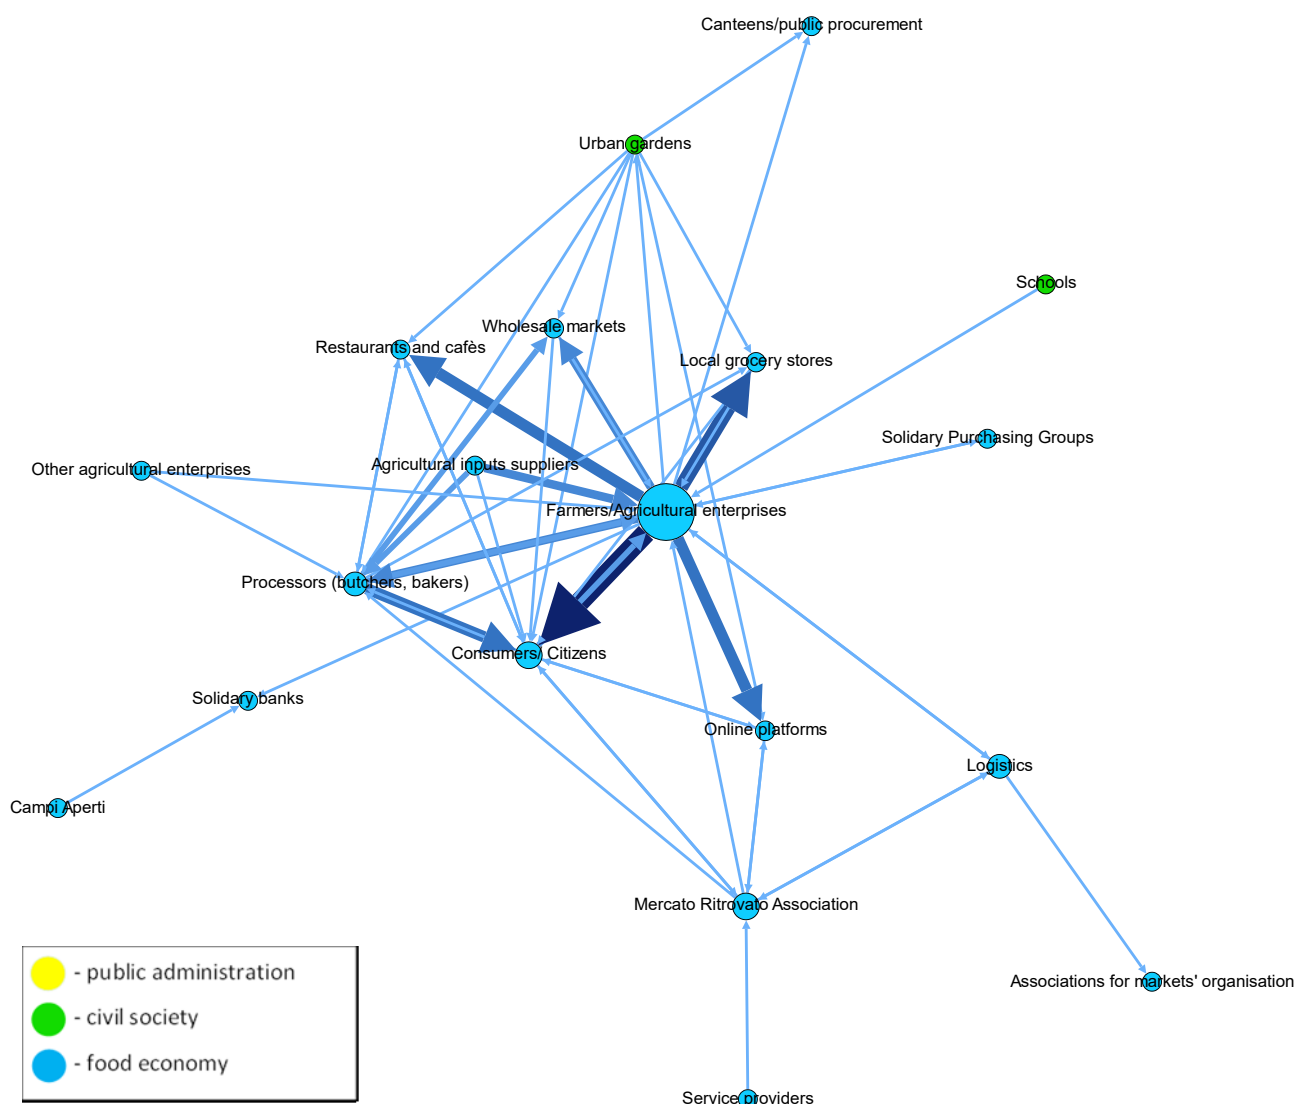 Canteens/public procurement
Urban gardens
Schools
Wholesale markets
Restaurants and cafès
Local grocery stores
Solidary Purchasing Groups
Agricultural inputs suppliers
Other agricultural enterprises
Farmers/Agricultural enterprises
Processors (butchers, bakers)
Consumers/ Citizens
Solidary banks
Online platforms
Logistics
Campi Aperti
Mercato Ritrovato Association
Associations for markets' organisation
Service providers
- public administration
- civil society
- food economy